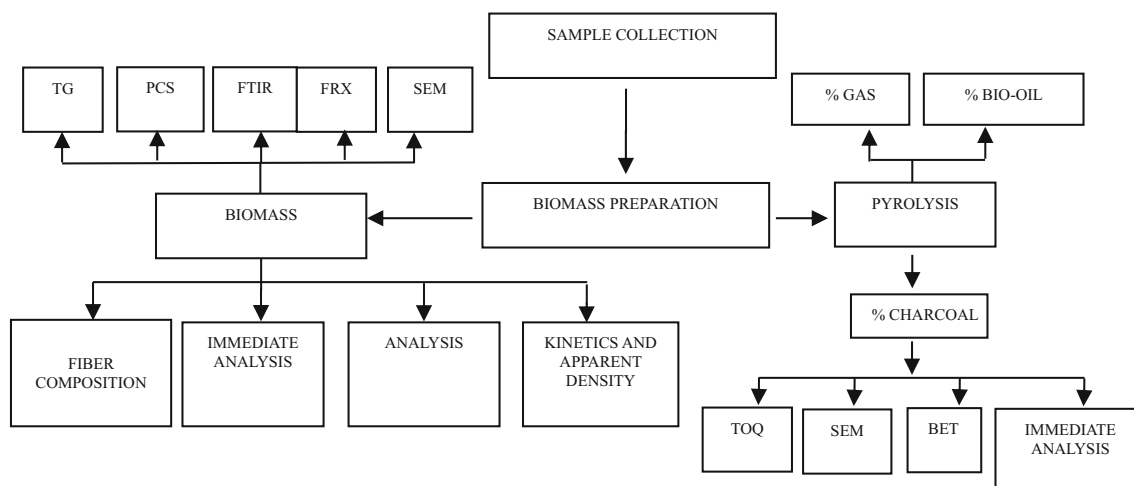 SAMPLE COLLECTION
TG
PCS
FTIR
FRX
SEM
% GAS
% BIO-OIL
BIOMASS
BIOMASS PREPARATION
PYROLYSIS
% CHARCOAL
FIBER
COMPOSITION
IMMEDIATE
ANALYSIS
ANALYSIS
KINETICS AND
APPARENT
DENSITY
TOQ
SEM
BET
IMMEDIATE
ANALYSIS